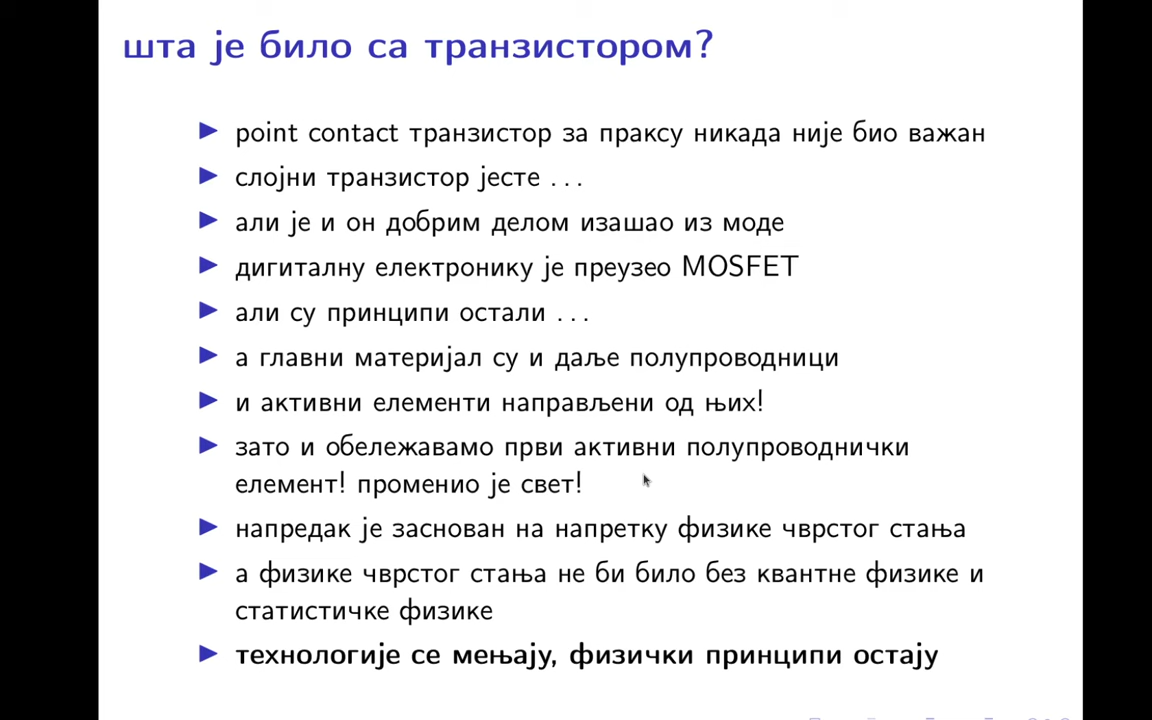 шта је било са транзистором?
point contact транзистор за праксу никада није био важан
слојни транзистор јесте ...
али је и он добрим делом изашао из моде
дигиталну електронику је преузео MOSFET
али су принципи остали ...
а главни материјал су и даље полупроводници
и активни елементи направљени од њих!
зато и обележавамо први активни полупроводнички
елемент! променио је свет!
напредак је заснован на напретку физике чврстог стања
а физике чврстог стања не би било без квантне физике и
статистичке физике
технологије се мењају, физички принципи остају